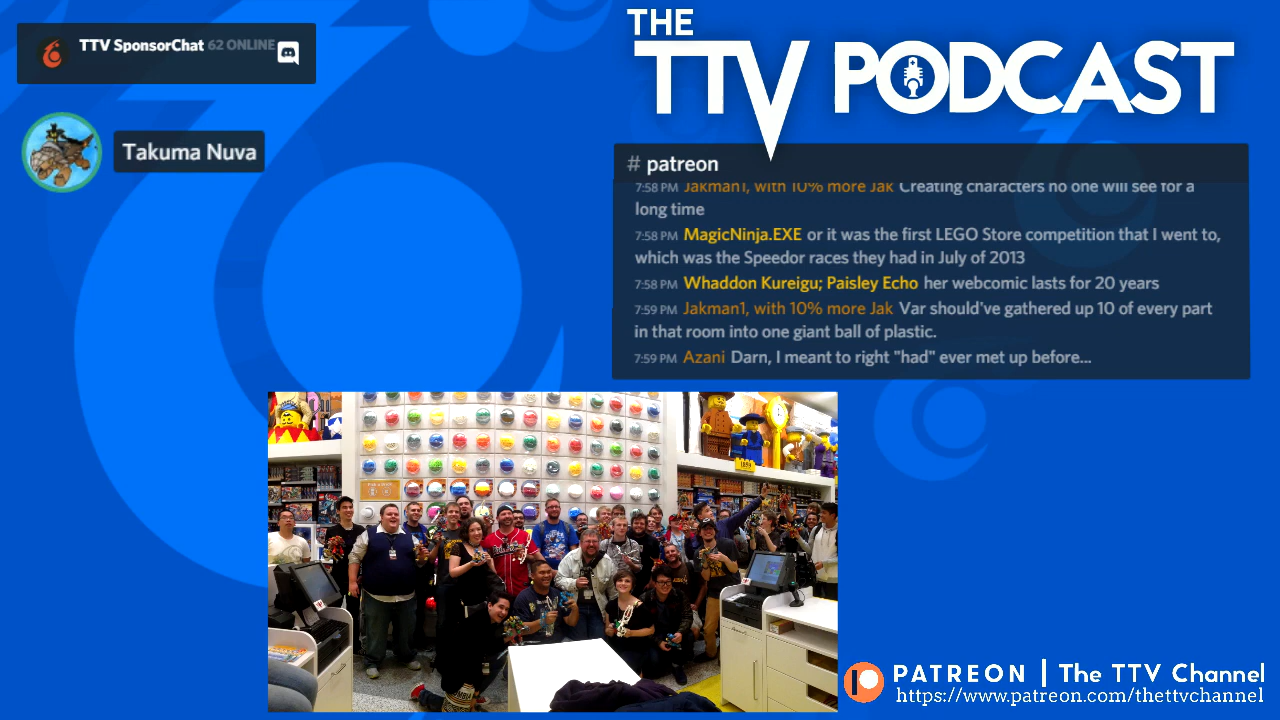 TTV SponsorChat 62 ONLINE
Takuma Nuva
THE
TTV PODCAST
# patreon
7:58 PM Jakman1, with 10% more Jak Creating characters no one will see for a
long time
7:58 PM MagicNinja.EXE or it was the first LEGO Store competition that I went to,
which was the Speedor races they had in July of 2013
7:58 PM Whaddon Kureigu; Paisley Echo her webcomic lasts for 20 years
7:59 PM Jakman1, with 10% more Jak Var should've gathered up 10 of every part
in that room into one giant ball of plastic.
7:59 PM Azani Darn, I meant to right "had" ever met up before...
PATREON | The TTV Channel
https://www.patreon.com/thettvchannel